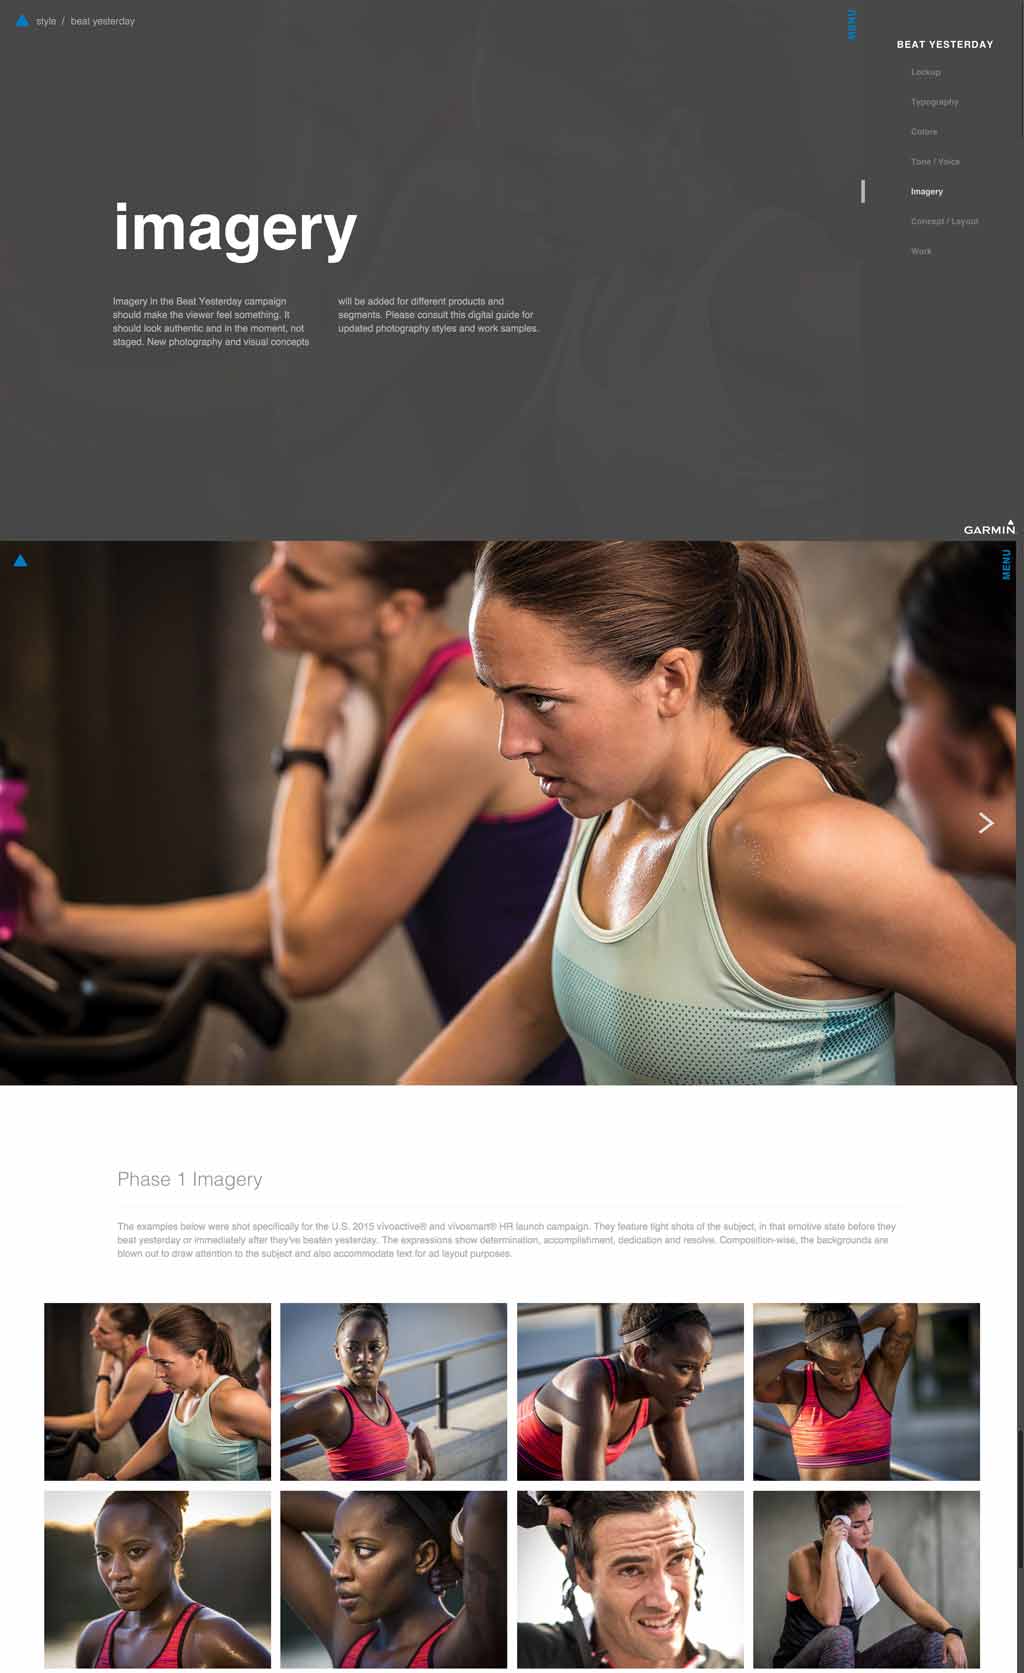 style / beat yesterday
MENU
BEAT YESTERDAY
Lockup
Typography
Colors
Tone / Voice
Imagery
Concept / Layout
Work
imagery
Imagery in the Beat Yesterday campaign
should make the viewer feel something. It
should look authentic and in the moment, not
staged. New photography and visual concepts
will be added for different products and
segments. Please consult this digital guide for
updated photography styles and work samples.
GARMIN
MENU
Phase 1 Imagery
The examples below were shot specifically for the U.S. 2015 vívoactive® and vívosmart® HR launch campaign. They feature tight shots of the subject, in that emotive state before they
beat yesterday or immediately after they've beaten yesterday. The expressions show determination, accomplishment, dedication and resolve. Composition-wise, the backgrounds are
blown out to draw attention to the subject and also accommodate text for ad layout purposes.